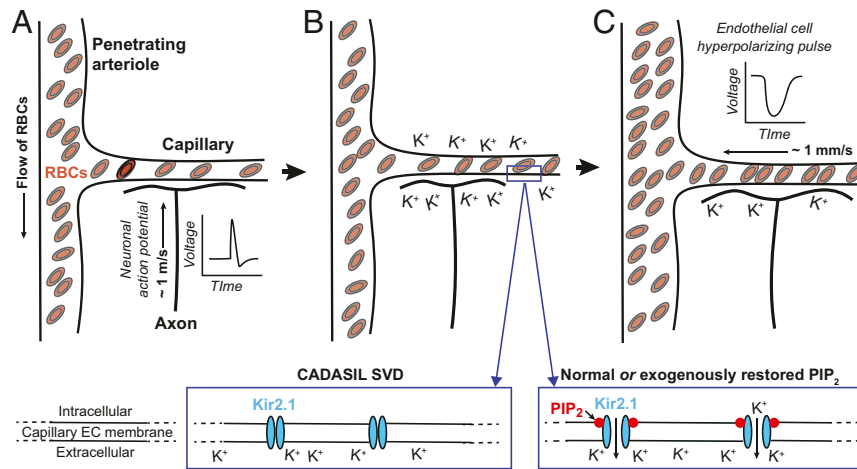 A
B
C
Penetrating
arteriole
Flow of RBCs
Capillary
RBCs
Neuronal
action potential
~ 1 m/s
Voltage
TIme
Axon
K+ K+ K+ K+
K+ K+ K+ K+ K+
Endothelial cell
hyperpolarizing pulse
Voltage
TIme
~ 1 mm/s
K+ K+ K+
CADASIL SVD
Kir2.1
Intracellular
Capillary EC membrane
Extracellular
K+ K+ K+ K+
Normal or exogenously restored PIP2
PIP2 Kir2.1 K+
K+ K+ K+ K+ K+